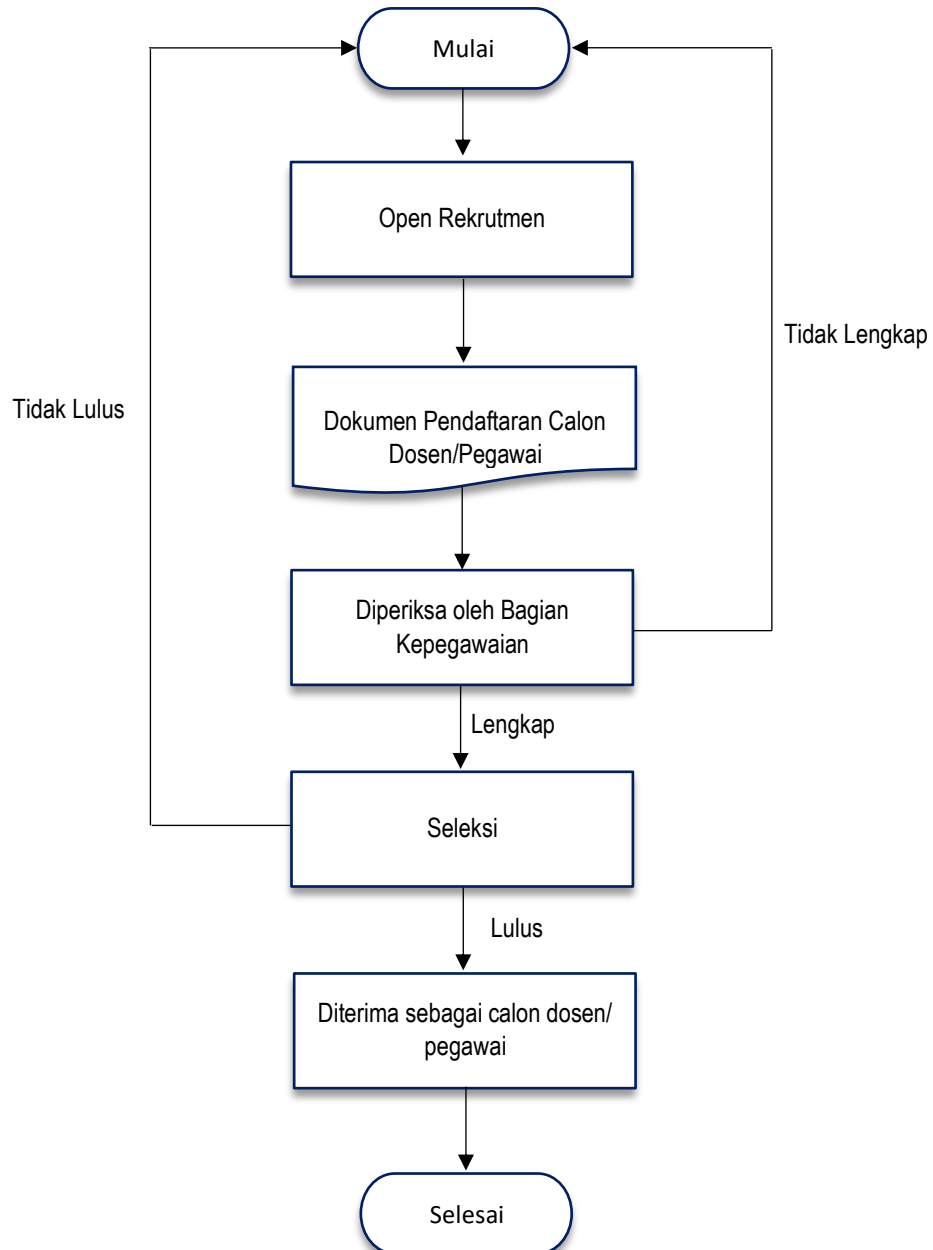 Mulai
Open Rekrutmen
Tidak Lengkap
Tidak Lulus
Dokumen Pendaftaran Calon
Dosen/Pegawai
Diperiksa oleh Bagian
Kepegawaian
Lengkap
Seleksi
Lulus
Diterima sebagai calon dosen/
pegawai
Selesai